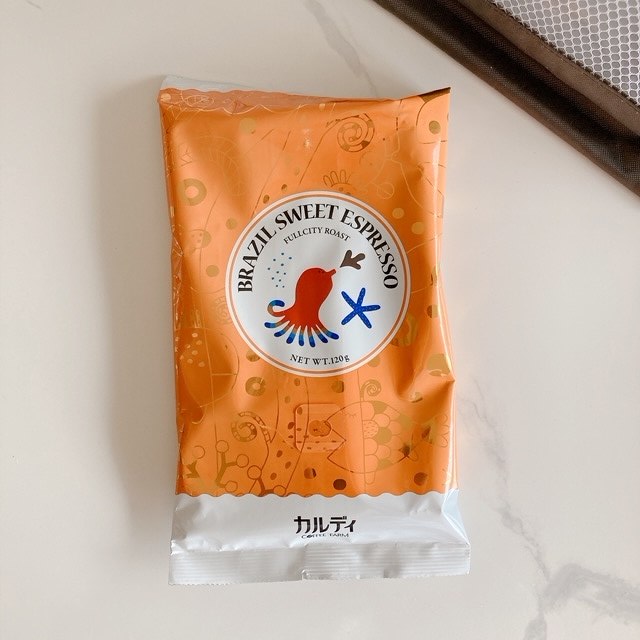 BRAZIL SWEET ESPRESSO
FULLCITY ROAST
NET WT.120g
カルディ
COFFEE FARM